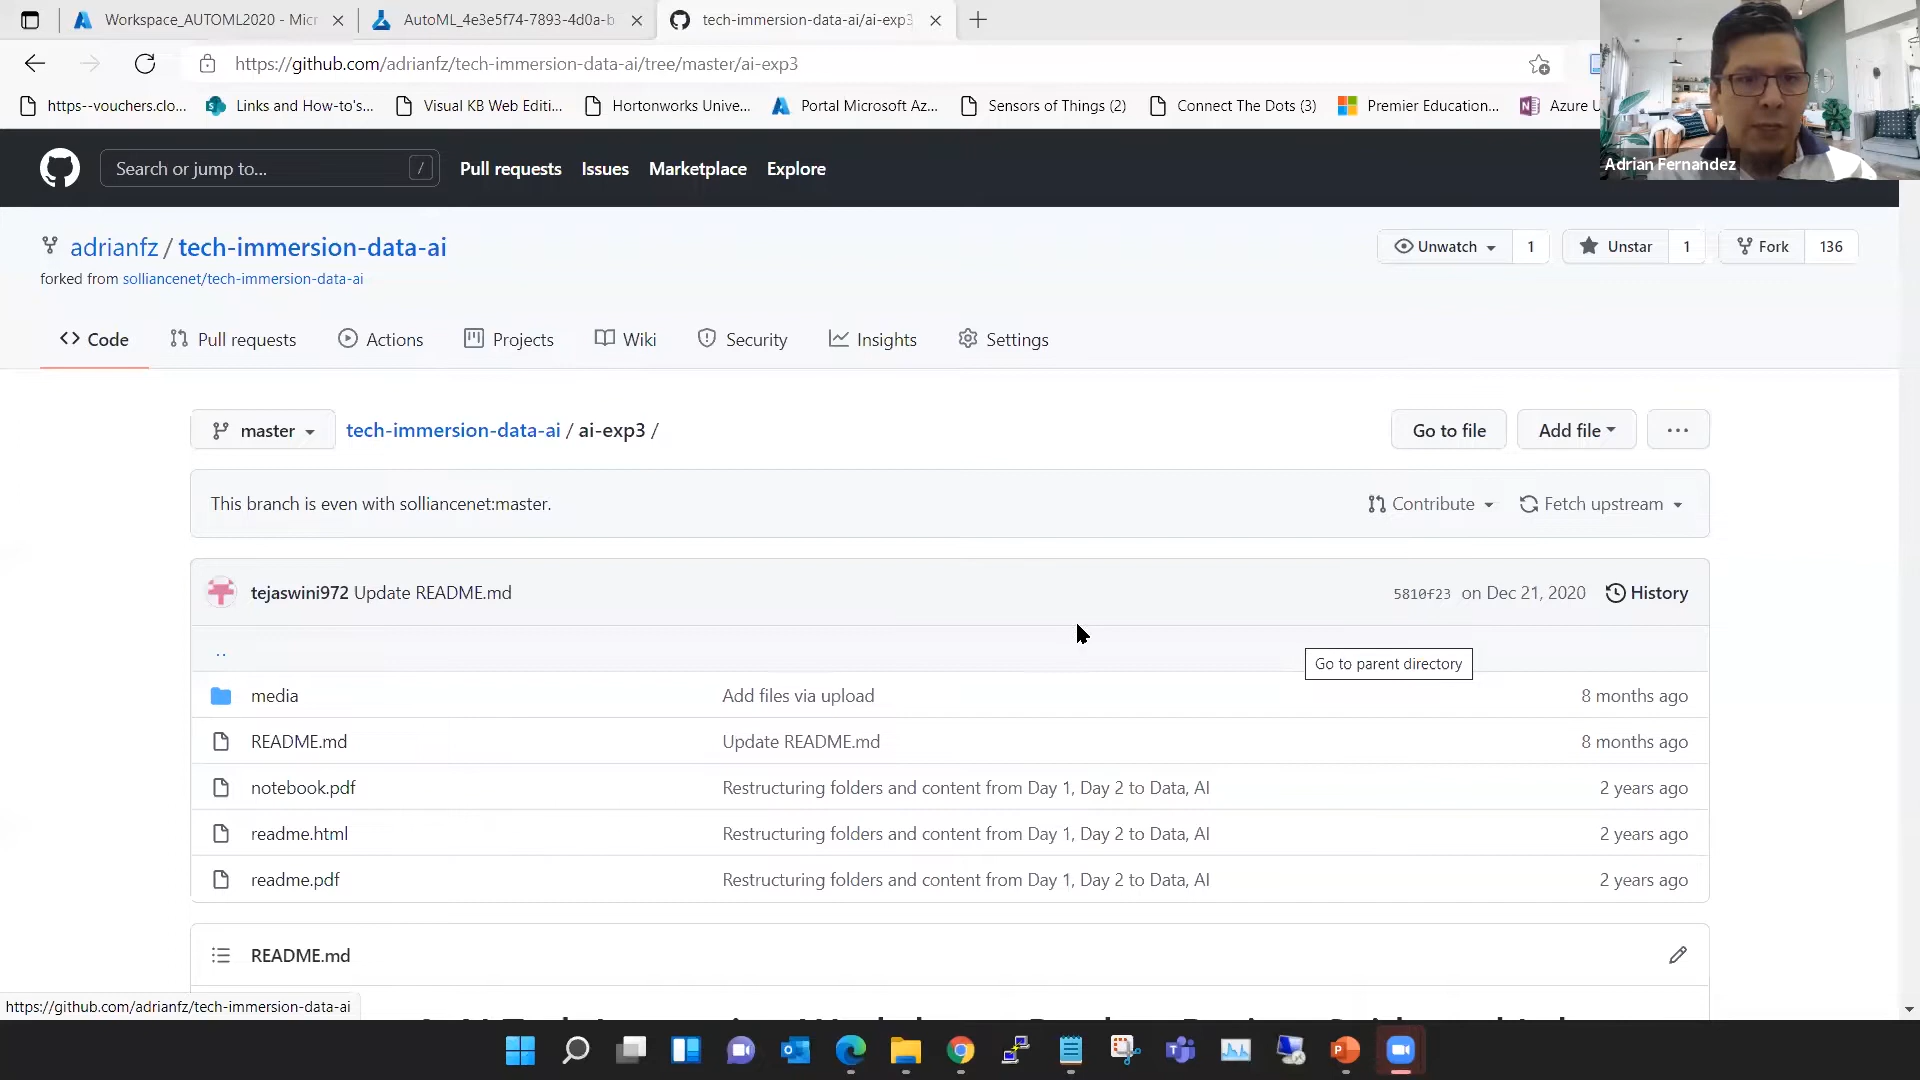 Workspace_AUTOML2020 - Micr
AutoML_4e3e5f74-7893-4d0a-b
tech-immersion-data-ai/ai-exp3
https://github.com/adrianfz/tech-immersion-data-ai/tree/master/ai-exp3
https--vouchers.clo...
Links and How-to's...
Visual KB Web Editi...
Hortonworks Unive...
Portal Microsoft Az...
Sensors of Things (2)
Connect The Dots (3)
Premier Education...
Azure U
Adrian Fernandez
Search or jump to...
/
Pull requests
Issues
Marketplace
Explore
adrianfz / tech-immersion-data-ai
Unwatch
1
Unstar
1
Fork
136
forked from solliancenet/tech-immersion-data-ai
Code
Pull requests
Actions
Projects
Wiki
Security
Insights
Settings
master
tech-immersion-data-ai / ai-exp3 /
Go to file
Add file
...
This branch is even with solliancenet:master.
Contribute
Fetch upstream
tejaswini972 Update README.md
5810f23 on Dec 21, 2020
History
..
Go to parent directory
media
Add files via upload
8 months ago
README.md
Update README.md
8 months ago
notebook.pdf
Restructuring folders and content from Day 1, Day 2 to Data, AI
2 years ago
readme.html
Restructuring folders and content from Day 1, Day 2 to Data, AI
2 years ago
readme.pdf
Restructuring folders and content from Day 1, Day 2 to Data, AI
2 years ago
README.md
https://github.com/adrianfz/tech-immersion-data-ai